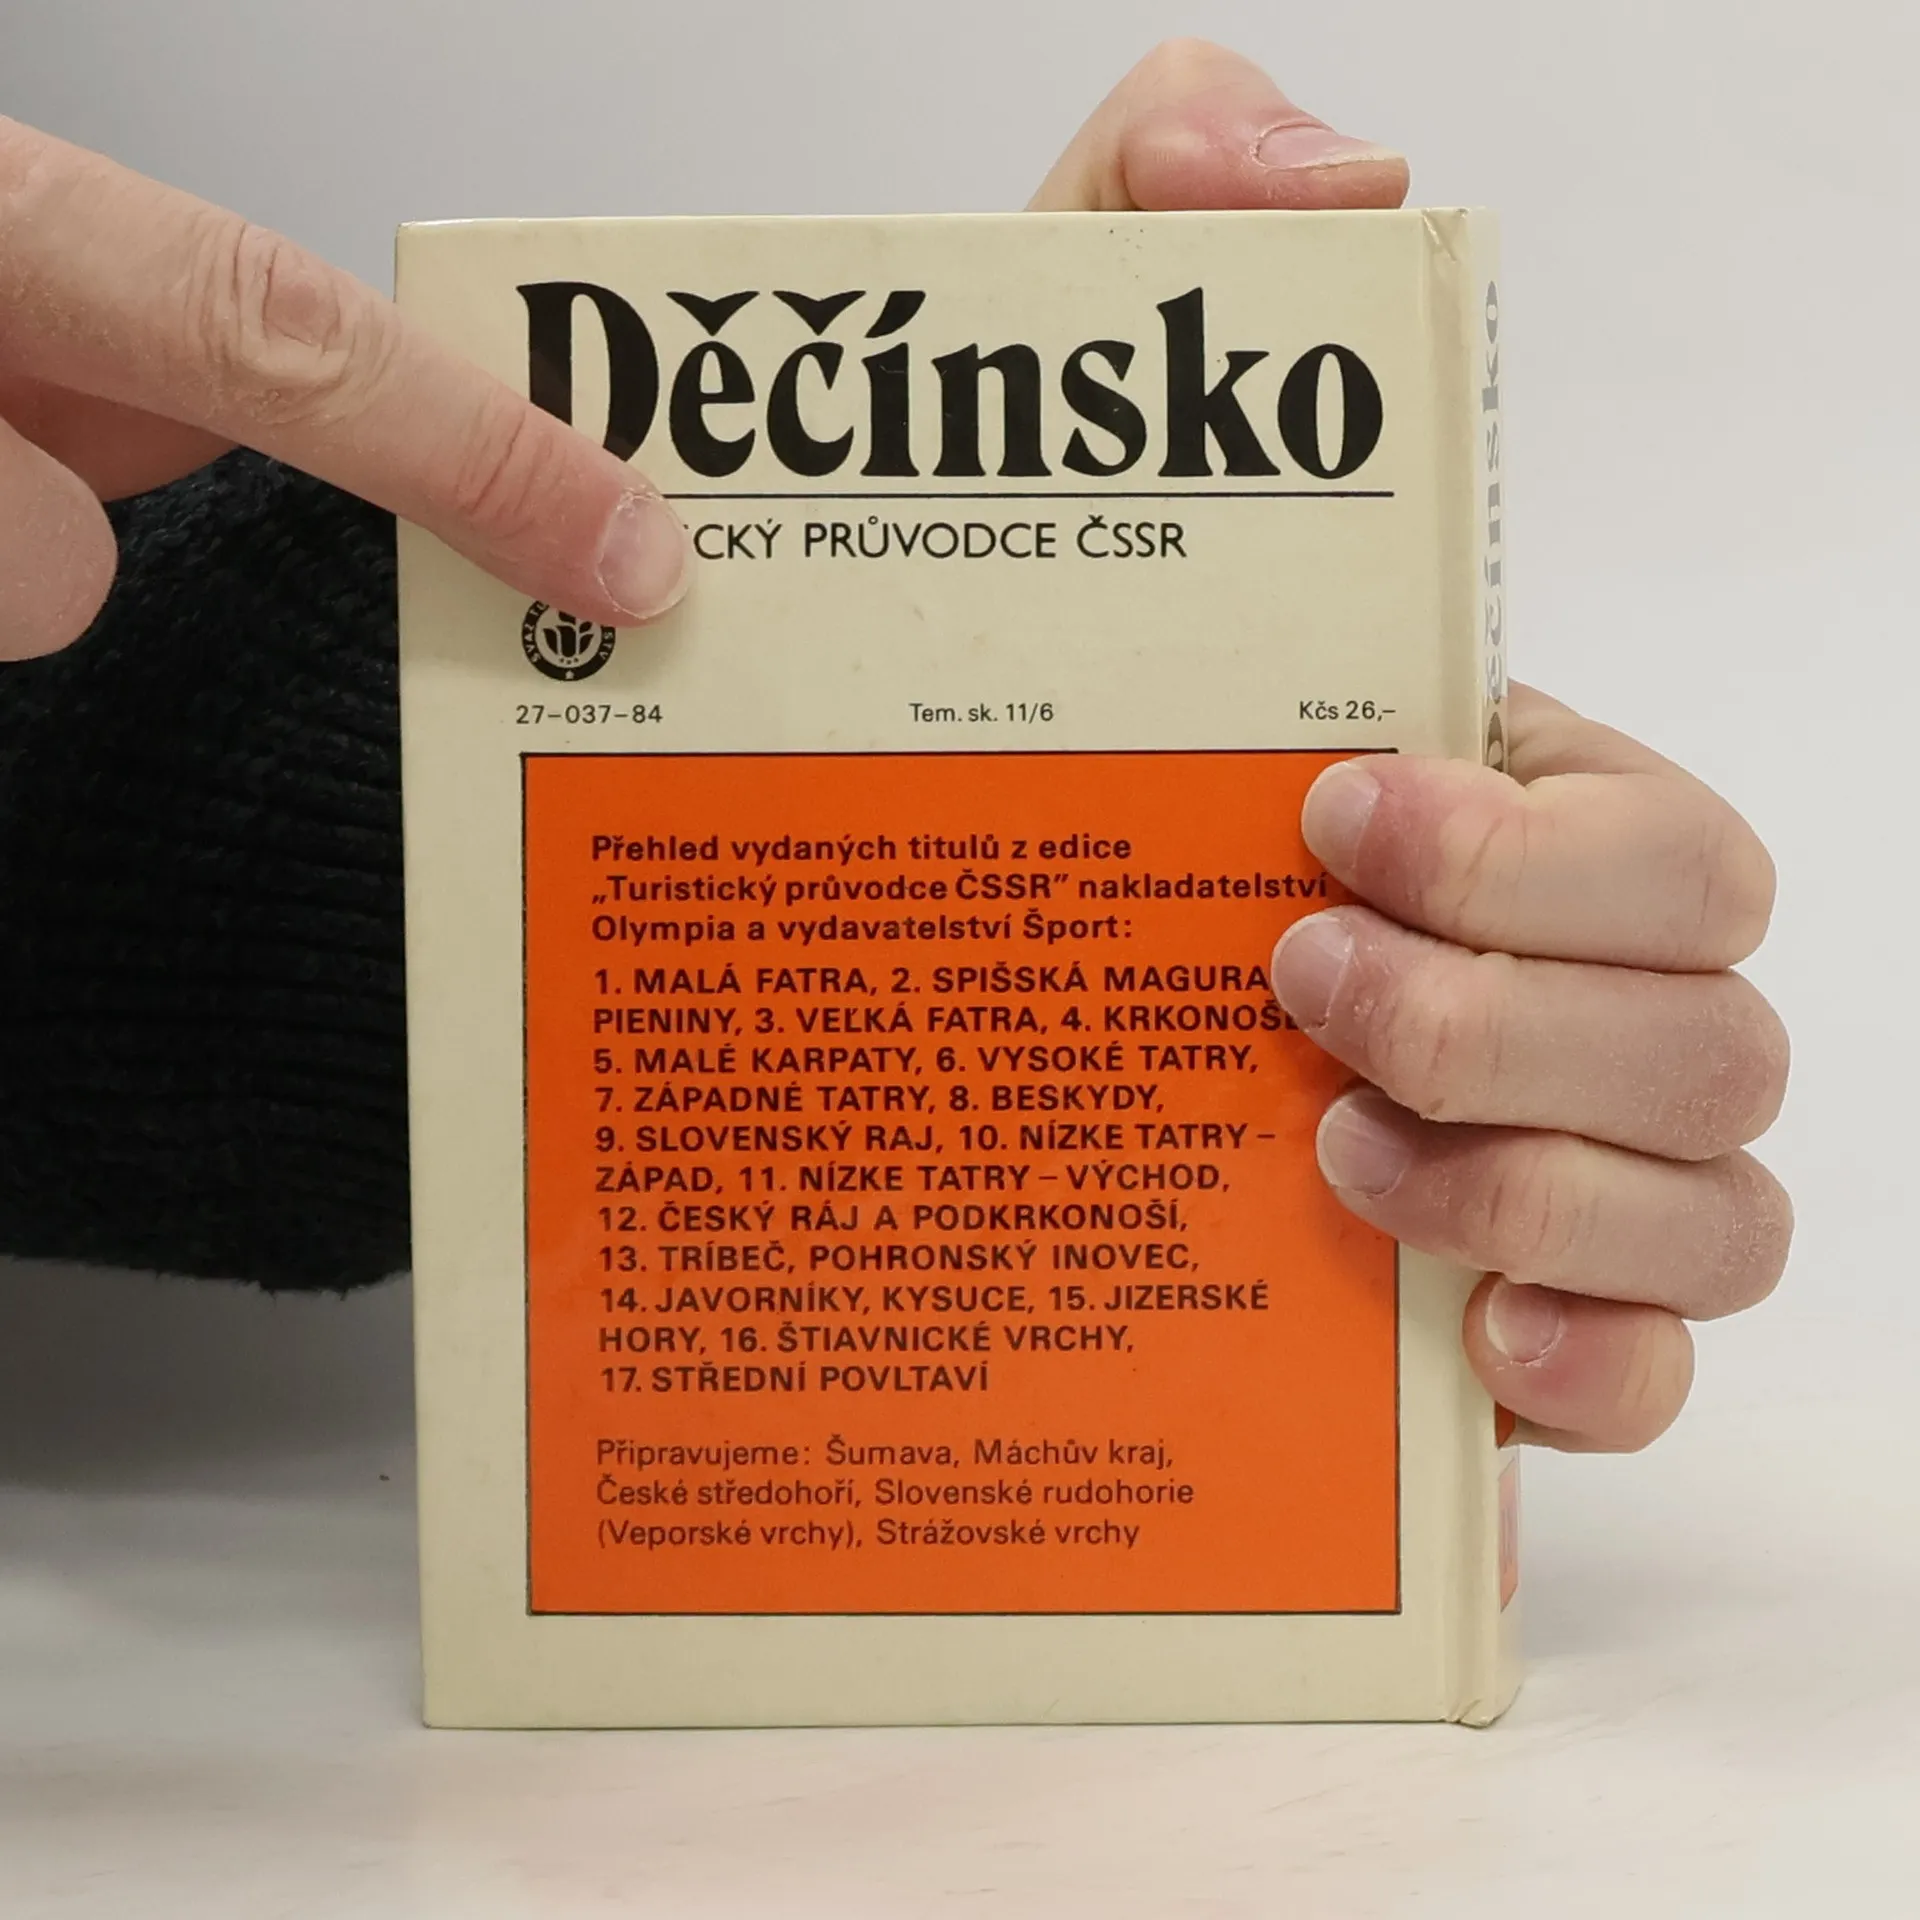 Děčínsko
PRŮVODCE ČSSR
27–037–84
Tem. sk. 11/6
Kčs 26,–
Přehled vydaných titulů z edice
„Turistický průvodce ČSSR” nakladatelství
Olympia a vydavatelství Šport:
1. MALÁ FATRA, 2. SPIŠSKÁ MAGURA
PIENINY, 3. VEĽKÁ FATRA, 4.
5. MALÉ KARPATY, 6. VYSOKÉ TATRY,
7. ZÁPADNÉ TATRY, 8. BESKYDY,
9. SLOVENSKÝ RAJ, 10. NÍZKE TATRY –
ZÁPAD, 11. NÍZKE TATRY – VÝCHOD,
12. ČESKÝ RÁJ A PODKRKONOŠÍ,
13. TRÍBEČ, POHRONSKÝ INOVEC,
14. JAVORNÍKY, KYSUCE, 15. JIZERSKÉ
HORY, 16. ŠTIAVNICKÉ VRCHY,
17. STŘEDNÍ POVLTAVÍ
Připravujeme: Šumava, Máchův kraj,
České středohoří, Slovenské rudohorie
(Veporské vrchy), Strážovské vrchy
Děčínsko